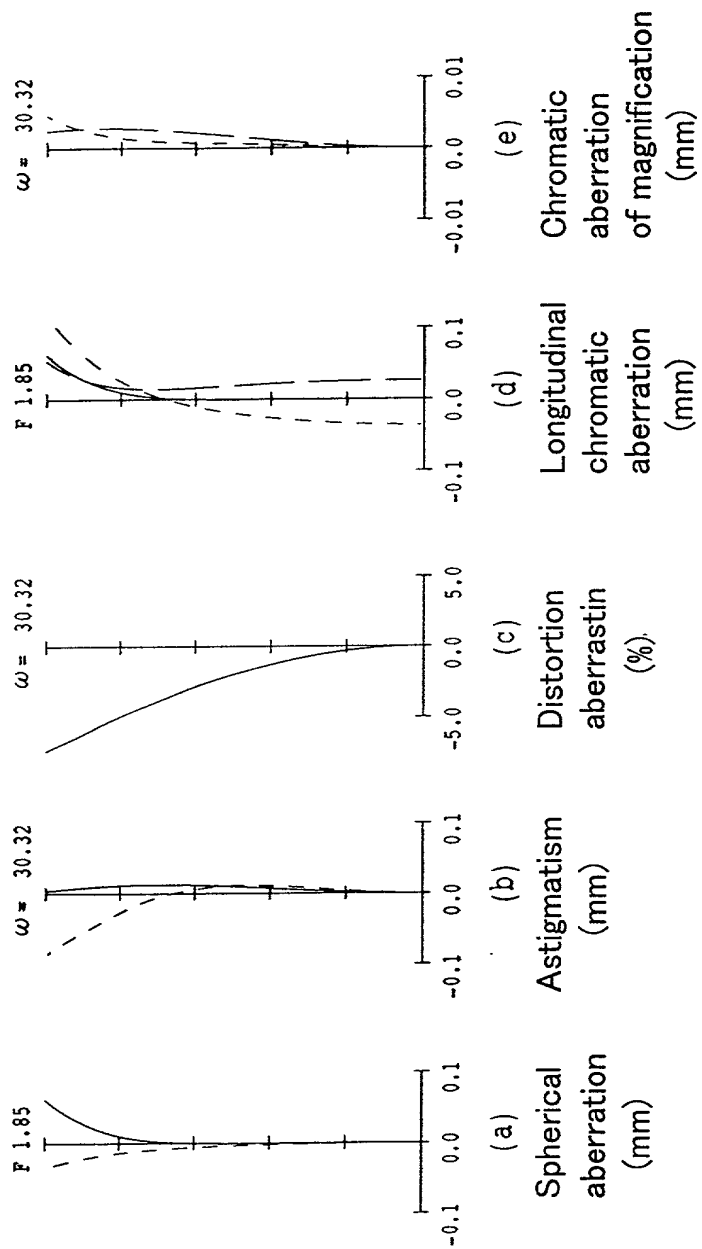 F 1.85
-0.1 0.0 0.1
(a)
Spherical
aberration
(mm)
ω = 30.32
-0.1 0.0 0.1
(b)
Astigmatism
(mm)
ω = 30.32
-5.0 0.0 5.0
(c)
Distortion
aberrastin
(%)
F 1.85
-0.1 0.0 0.1
(d)
Longitudinal
chromatic
aberration
(mm)
ω = 30.32
-0.01 0.0 0.01
(e)
Chromatic
aberration
of magnification
(mm)